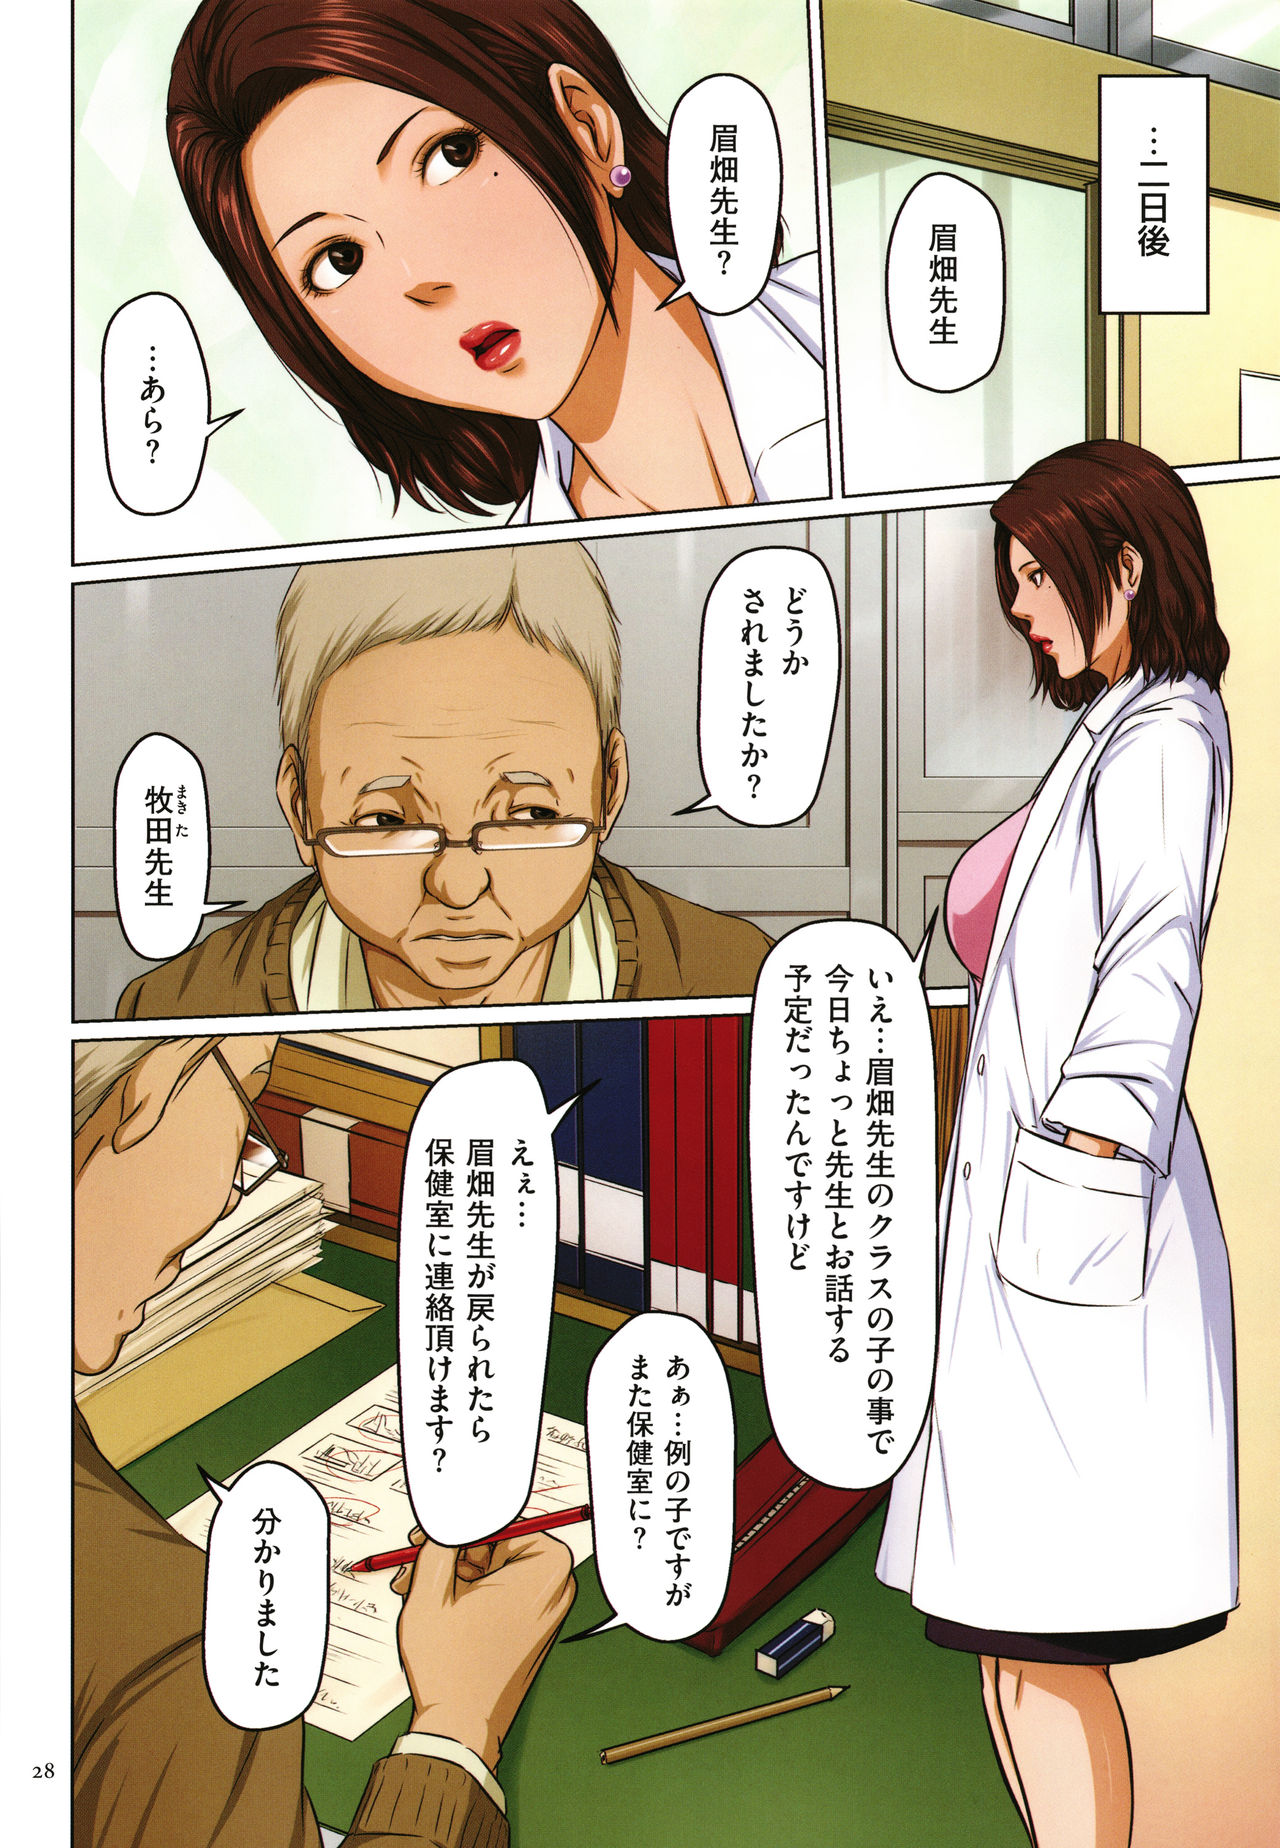 …二日後
眉畑先生
眉畑先生？
…あら？
どうか
されましたか？
牧田先生
まきた
いえ…眉畑先生のクラスの子の事で
今日ちょっと先生とお話する
予定だったんですけど
あぁ…例の子ですが
また保健室に？
えぇ…
眉畑先生が戻られたら
保健室に連絡頂けます？
分かりました
28